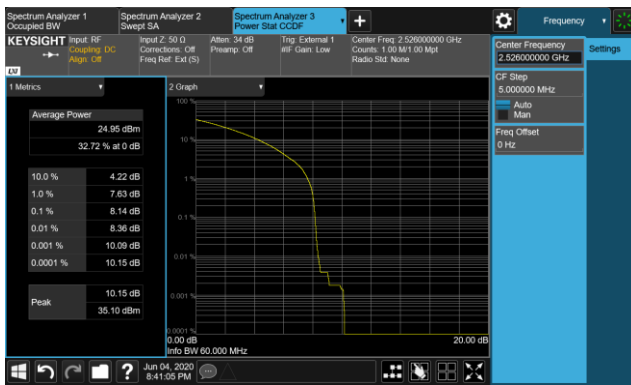 Spectrum Analyzer 1
Occupied BW
Spectrum Analyzer 2
Swept SA
Spectrum Analyzer 3
Power Stat CCDF
Frequency
KEYSIGHT
Input: RF
Coupling: DC
Align: Off
Input Z: 50 Ω
Corrections: Off
Freq Ref: Ext (S)
Atten: 34 dB
Preamp: Off
Trig: External 1
#IF Gain: Low
Center Freq: 2.526000000 GHz
Counts: 1.00 M/1.00 Mpt
Radio Std: None
LXI
Center Frequency
2.526000000 GHz
Settings
CF Step
5.000000 MHz
Auto
Man
Freq Offset
0 Hz
1 Metrics
2 Graph
Average Power
24.95 dBm
32.72 % at 0 dB
10.0 % 4.22 dB
1.0 % 7.63 dB
0.1 % 8.14 dB
0.01 % 8.36 dB
0.001 % 10.09 dB
0.0001 % 10.15 dB
Peak
10.15 dB
35.10 dBm
100 %
10 %
1 %
0.1 %
0.01 %
0.001 %
0.0001 %
0.00 dB
20.00 dB
Info BW 60.000 MHz
?
Jun 04, 2020
8:41:05 PM